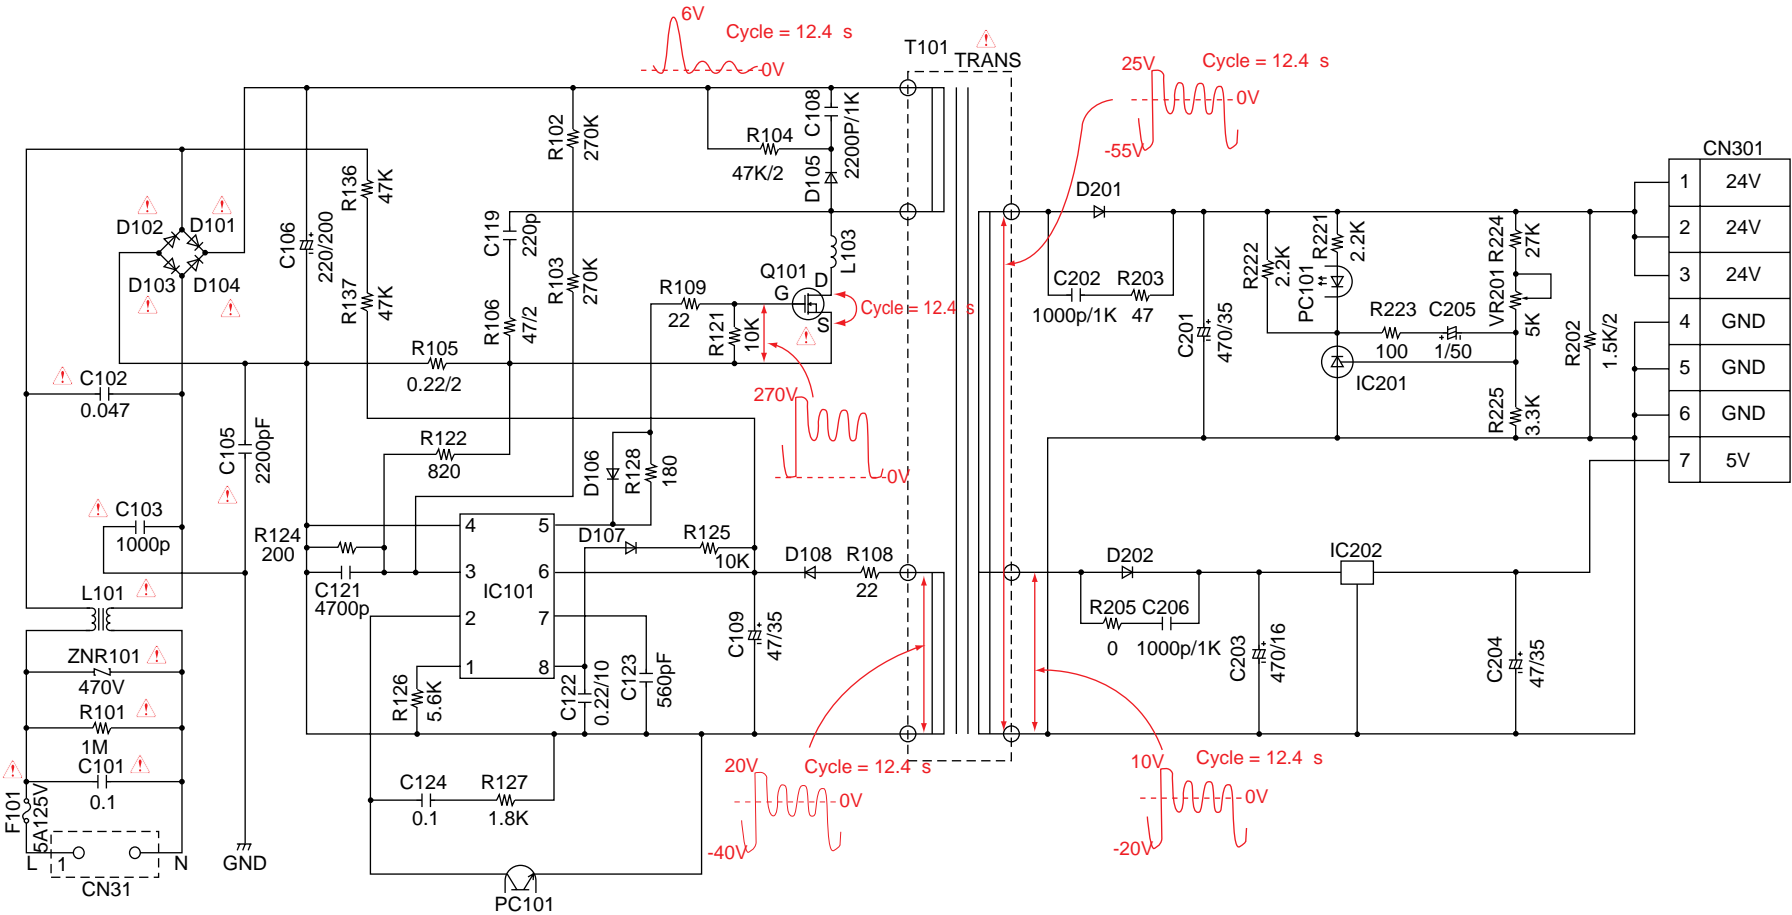 6V
Cycle = 12.4  s
0V
T101
TRANS
25V
Cycle = 12.4  s
0V
-55V
C108
2200P/1K
R102
270K
R104
47K/2
D105
R136
47K
D102
D101
D103
D104
C106
220/200
C119
220p
R103
270K
L103
Q101
D
G
S
Cycle = 12.4  s
R109
22
R121
10K
R137
47K
R106
47/2
R105
0.22/2
C102
0.047
C105
2200pF
270V
0V
R122
820
D106
R128
180
C103
1000p
R124
200
C121
4700p
4
5
3
6
IC101
2
7
1
8
D107
R125
10K
D108
R108
22
L101
ZNR101
470V
R101
1M
C101
0.1
F101
5A125V
L
1
N
CN31
GND
R126
5.6K
C122
0.22/10
C123
560pF
C109
47/35
C124
0.1
R127
1.8K
PC101
20V
Cycle = 12.4  s
0V
-40V
D201
C202
R203
1000p/1K
47
C201
470/35
R222
2.2K
R221
2.2K
PC101
R224
27K
VR201
5K
R223
100
C205
1/50
IC201
R225
3.3K
R202
1.5K/2
CN301
1
24V
2
24V
3
24V
4
GND
5
GND
6
GND
7
5V
D202
IC202
R205
C206
0
1000p/1K
C203
470/16
C204
47/35
10V
Cycle = 12.4  s
0V
-20V